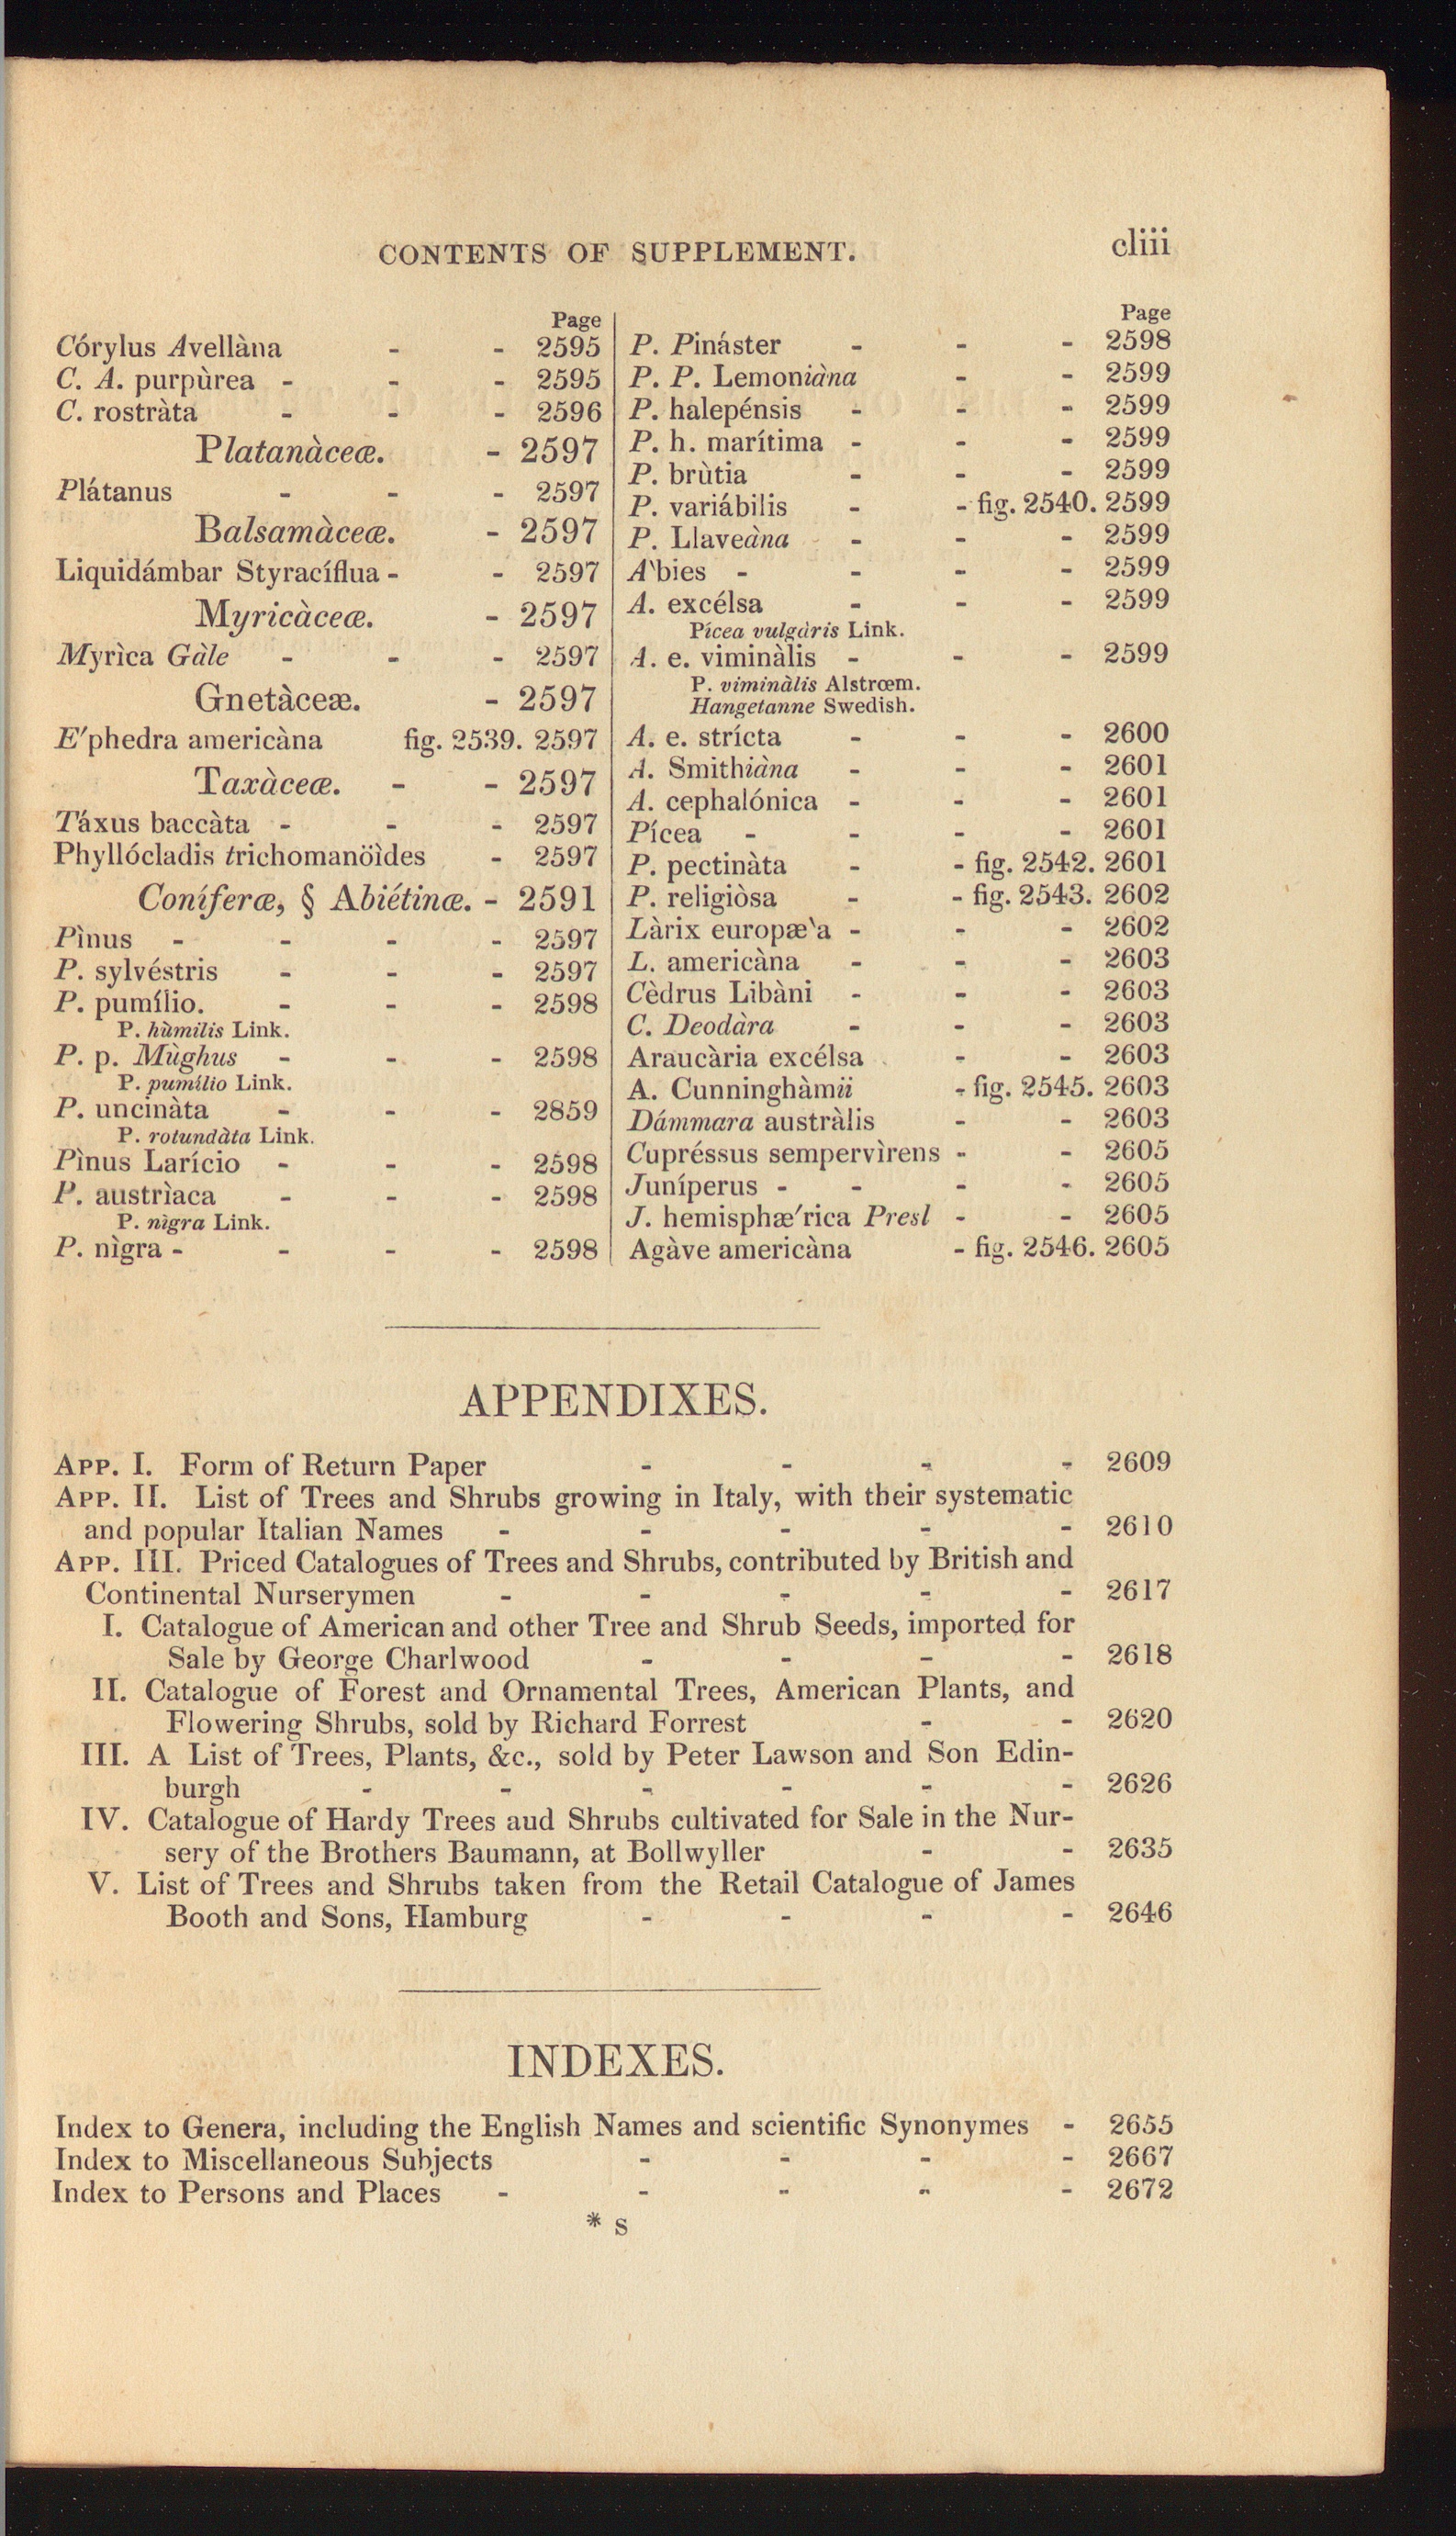 CONTENTS OF SUPPLEMENT. cliii
Page
Córylus Avellàna - - 2595
C. A. purpùrea - - - 2595
C. rostràta - - - 2596
Platanàceæ. - 2597
Plátanus - - - 2597
Balsamàceæ. - 2597
Liquidámbar Styracíflua - - 2597
Myricàceæ. - 2597
Myrìca Gàle - - - 2597
Gnetàceæ. - 2597
E'phedra americàna fig. 2539. 2597
Taxàceæ. - - 2597
Táxus baccàta - - - 2597
Phyllócladis trichomanöìdes - 2597
Coníferæ, § Abiétinæ. - 2591
Pìnus - - - - 2597
P. sylvéstris - - - 2597
P. pumílio. - - - 2598
P. hùmilis Link.
P. p. Mùghus - - - 2598
P. pumílio Link.
P. uncinàta - - - 2859
P. rotundàta Link.
Pìnus Larício - - - 2598
P. austrìaca - - - 2598
P. nìgra Link.
P. nìgra - - - - 2598
Page
P. Pináster - - - 2598
P. P. Lemoniàna - - 2599
P. halepénsis - - - 2599
P. h. marítima - - - 2599
P. brùtia - - - 2599
P. variábilis - - fig. 2540. 2599
P. Llaveàna - - - 2599
A`bies - - - - 2599
A. excélsa - - - 2599
Pícea vulgàris Link.
A. e. viminàlis - - - 2599
P. viminàlis Alstrœm.
Hangetanne Swedish.
A. e. strícta - - - 2600
A. Smithiàna - - - 2601
A. cephalónica - - - 2601
Pícea - - - - 2601
P. pectinàta - - fig. 2542. 2601
P. religiòsa - - fig. 2543. 2602
Làrix europæ`a - - - 2602
L. americàna - - - 2603
Cèdrus Libàni - - - 2603
C. Deodàra - - - 2603
Araucària excélsa - - 2603
A. Cunninghàmii - fig. 2545. 2603
Dámmara austràlis - - 2603
Cupréssus sempervìrens - - 2605
Juníperus - - - - 2605
J. hemisphæ'rica Presl - - 2605
Agàve americàna - fig. 2546. 2605
APPENDIXES.
APP. I. Form of Return Paper - - - - 2609
APP. II. List of Trees and Shrubs growing in Italy, with their systematic
and popular Italian Names - - - - - 2610
APP. III. Priced Catalogues of Trees and Shrubs, contributed by British and
Continental Nurserymen - - - - - 2617
I. Catalogue of American and other Tree and Shrub Seeds, imported for
Sale by George Charlwood - - - - 2618
II. Catalogue of Forest and Ornamental Trees, American Plants, and
Flowering Shrubs, sold by Richard Forrest - - 2620
III. A List of Trees, Plants, &c., sold by Peter Lawson and Son Edin-
burgh - - - - - - 2626
IV. Catalogue of Hardy Trees aud Shrubs cultivated for Sale in the Nur-
sery of the Brothers Baumann, at Bollwyller - - 2635
V. List of Trees and Shrubs taken from the Retail Catalogue of James
Booth and Sons, Hamburg - - - - 2646
INDEXES.
Index to Genera, including the English Names and scientific Synonymes - 2655
Index to Miscellaneous Subjects - - - - 2667
Index to Persons and Places - - - - - 2672
* s